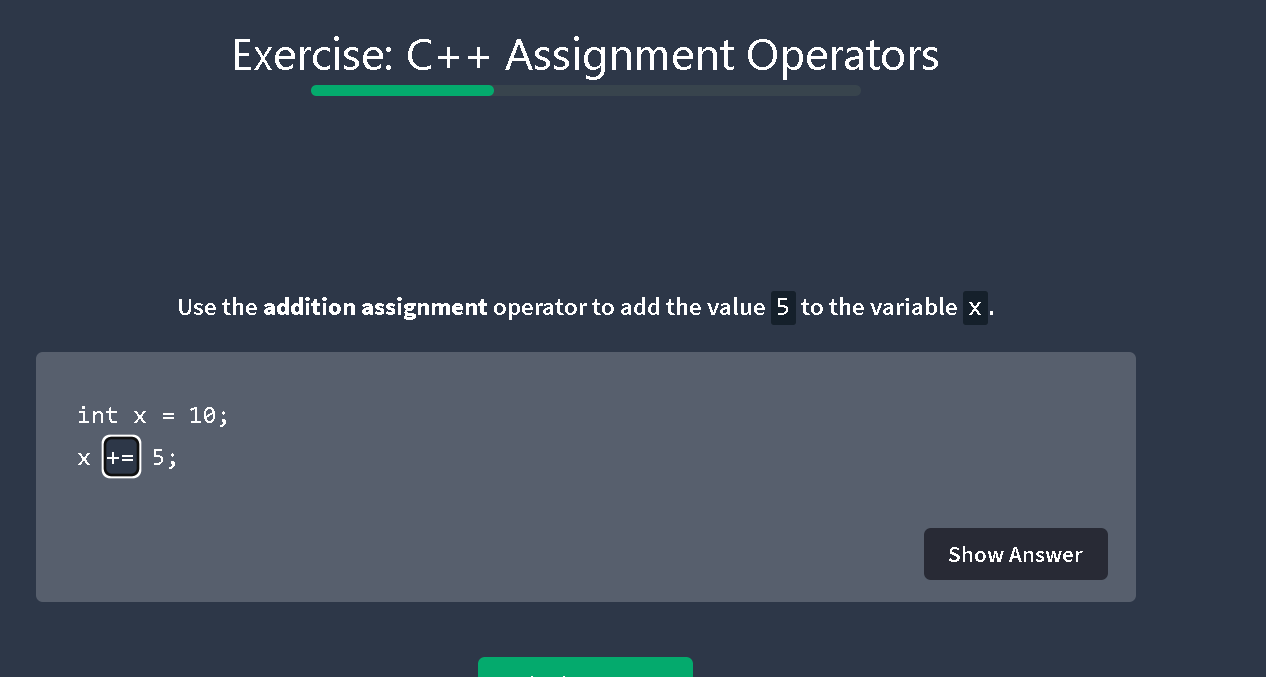 Exercise: C++ Assignment Operators
Use the addition assignment operator to add the value 5 to the variable x.
int x = 10;
x += 5;
Show Answer